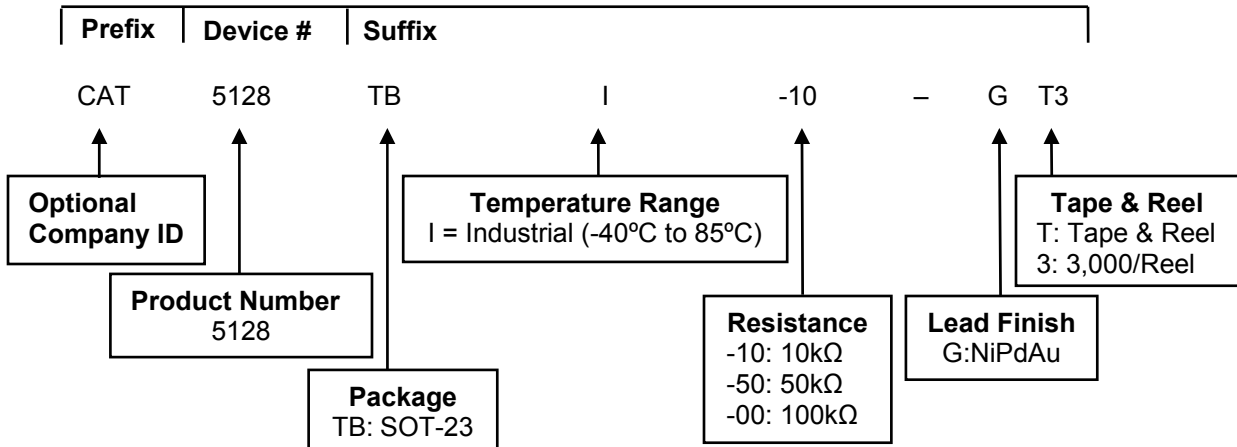 Prefix Device # Suffix
CAT 5128 TB I -10 – G T3
Optional
Company ID
Product Number
5128
Package
TB: SOT-23
Temperature Range
I = Industrial (-40ºC to 85ºC)
Resistance
-10: 10kΩ
-50: 50kΩ
-00: 100kΩ
Lead Finish
G:NiPdAu
Tape & Reel
T: Tape & Reel
3: 3,000/Reel